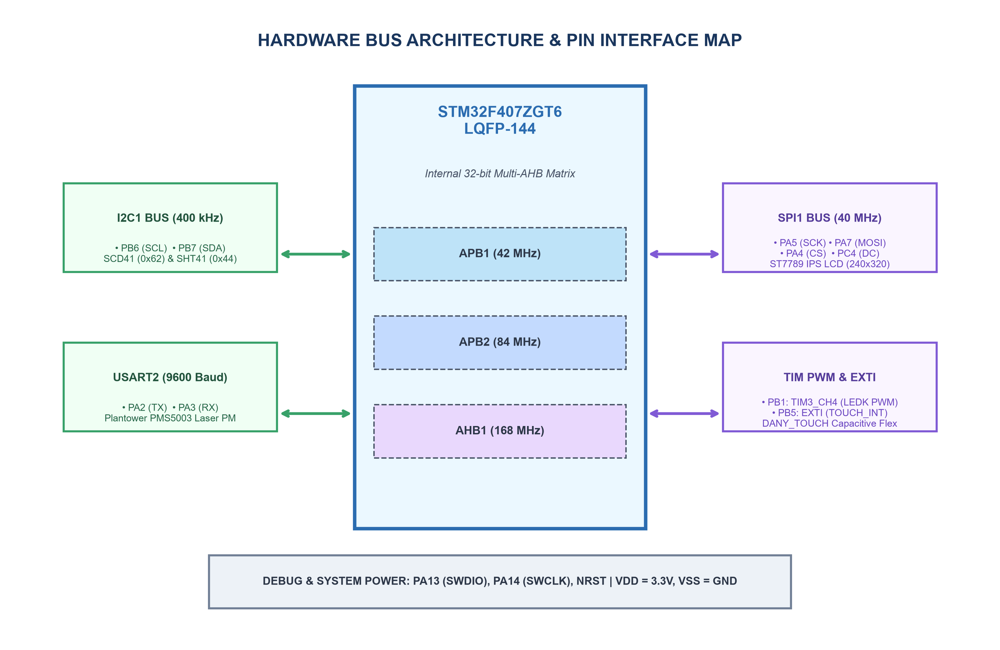 HARDWARE BUS ARCHITECTURE & PIN INTERFACE MAP
STM32F407ZGT6
LQFP-144
Internal 32-bit Multi-AHB Matrix
I2C1 BUS (400 kHz)
• PB6 (SCL)  • PB7 (SDA)
SCD41 (0x62) & SHT41 (0x44)
APB1 (42 MHz)
SPI1 BUS (40 MHz)
• PA5 (SCK) • PA7 (MOSI)
• PA4 (CS)  • PC4 (DC)
ST7789 IPS LCD (240x320)
APB2 (84 MHz)
USART2 (9600 Baud)
• PA2 (TX)  • PA3 (RX)
Plantower PMS5003 Laser PM
AHB1 (168 MHz)
TIM PWM & EXTI
• PB1: TIM3_CH4 (LEDK PWM)
• PB5: EXTI (TOUCH_INT)
DANY_TOUCH Capacitive Flex
DEBUG & SYSTEM POWER: PA13 (SWDIO), PA14 (SWCLK), NRST | VDD = 3.3V, VSS = GND